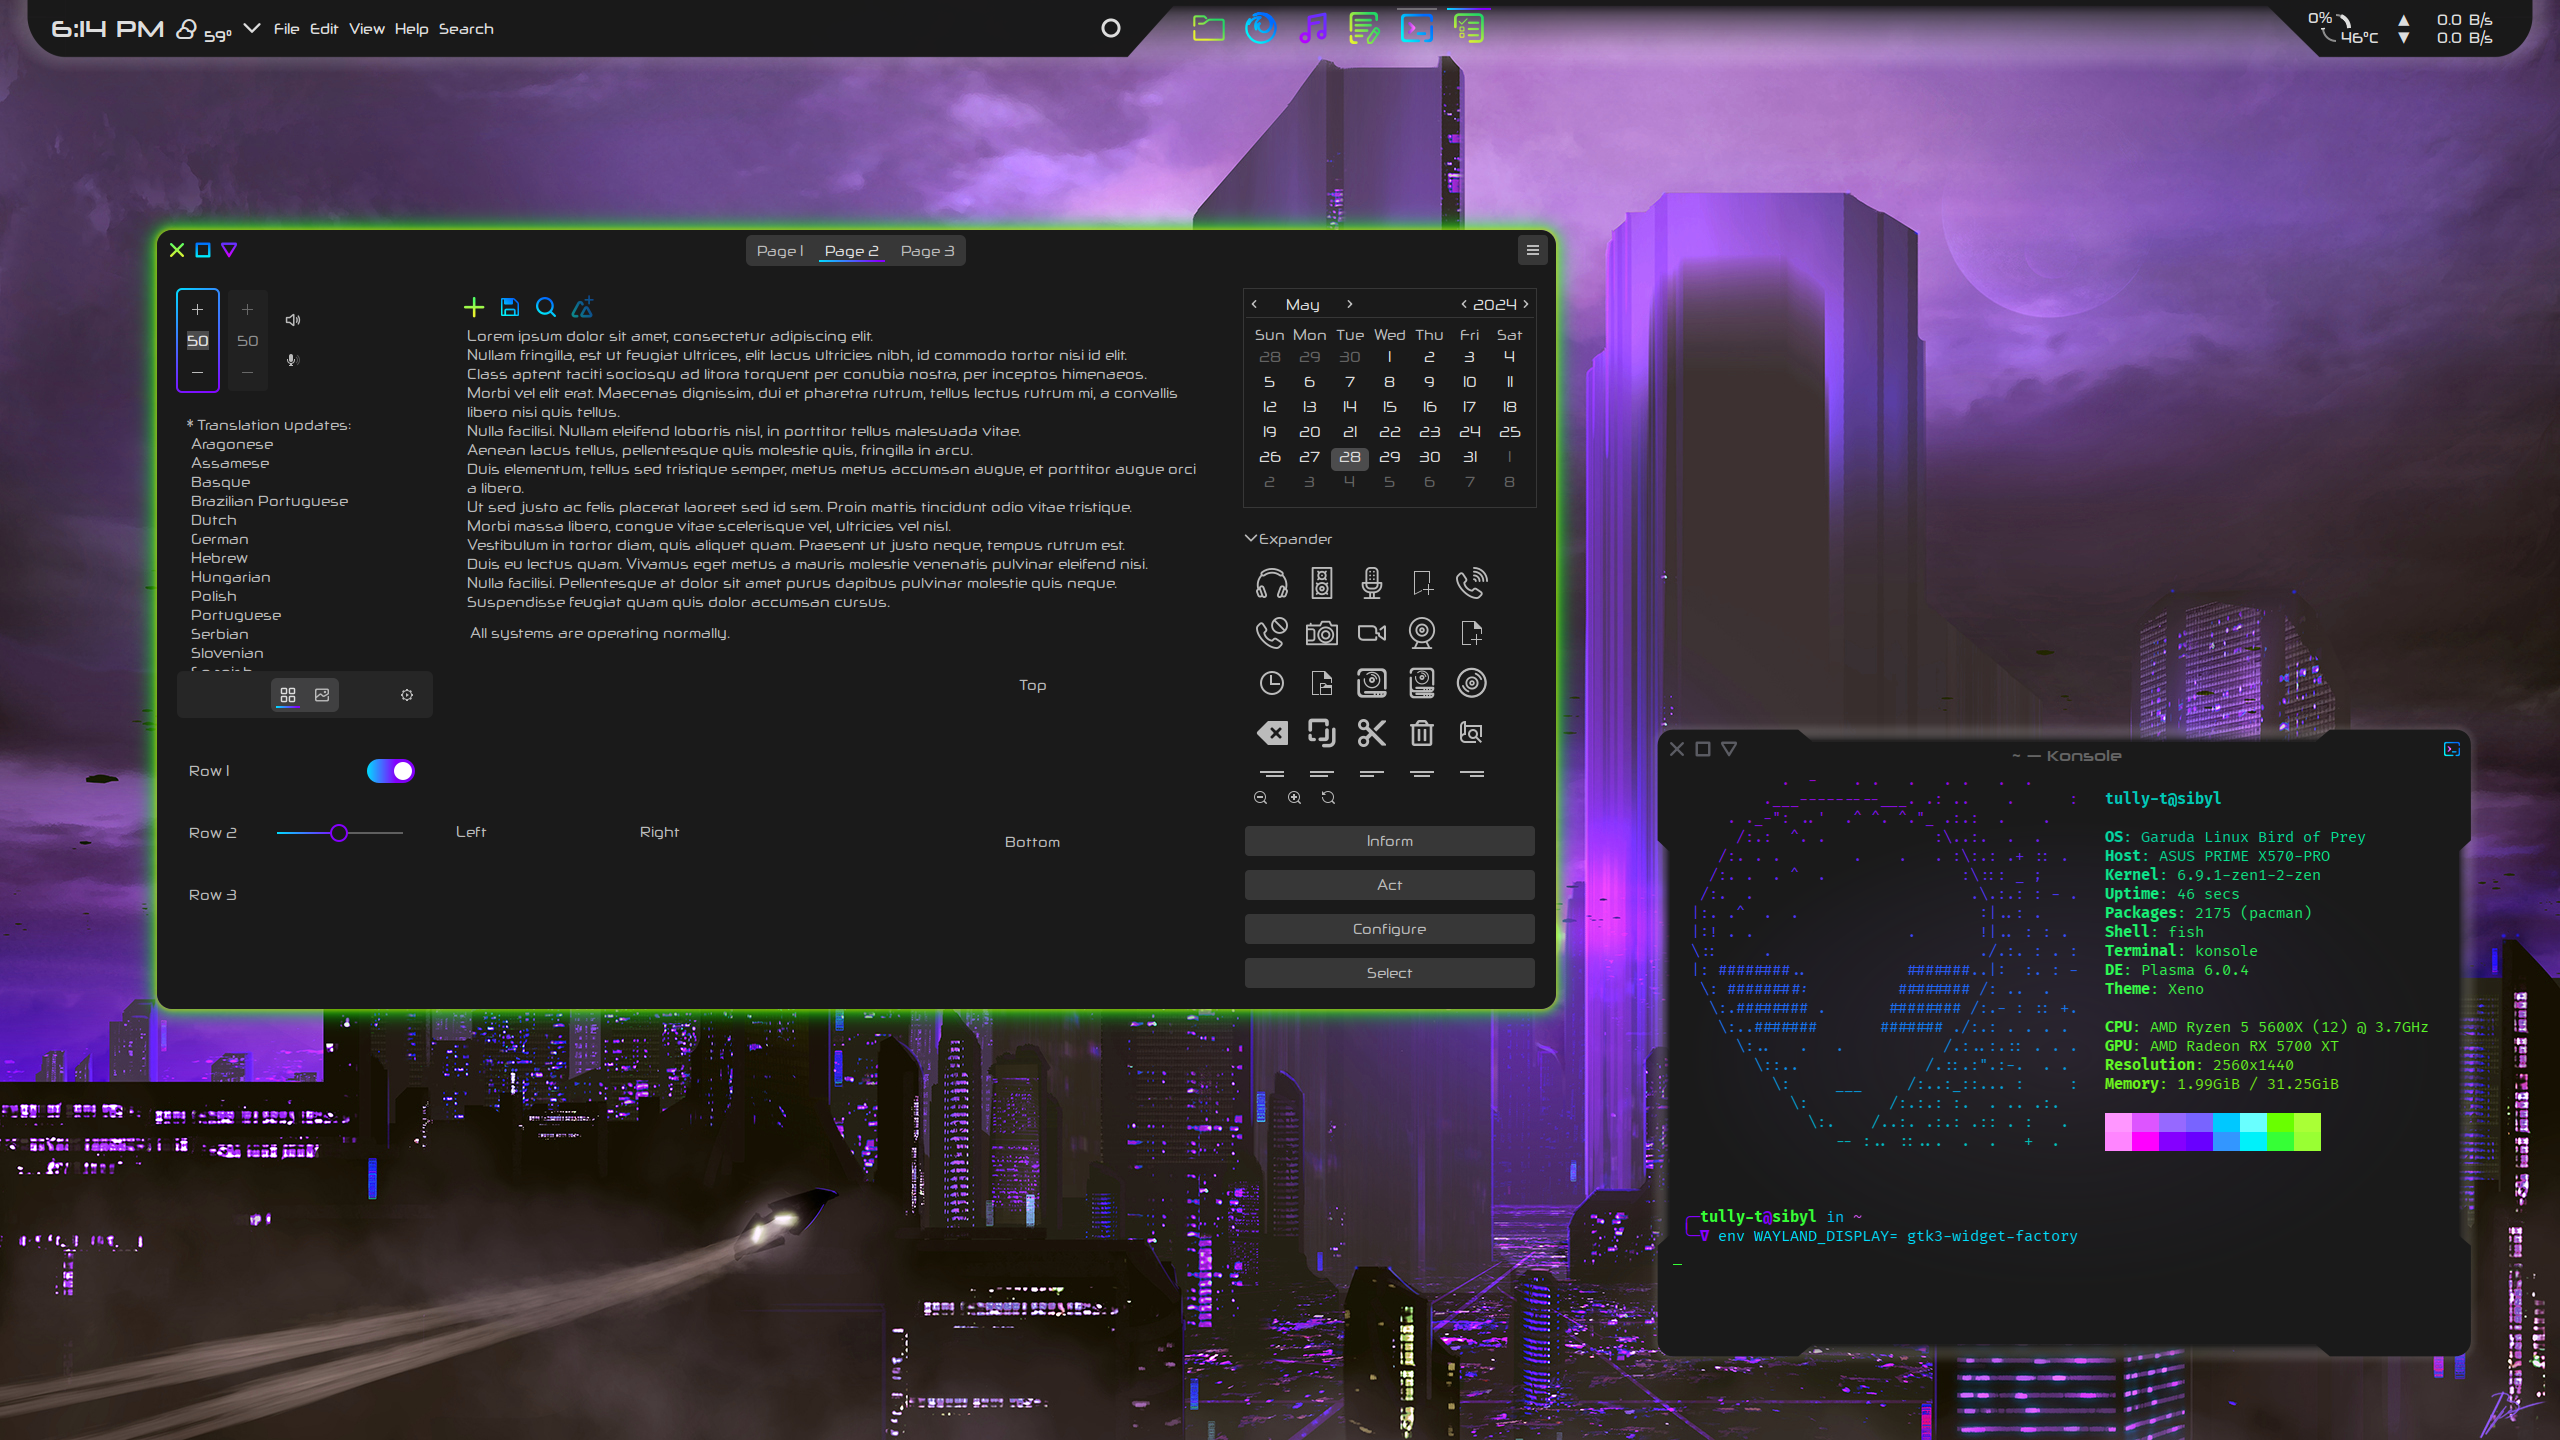 6:14 PM 59° File Edit View Help Search
0% 46°C 0.0 B/s
0.0 B/s
Page 1 Page 2 Page 3
50 50
* Translation updates:
Aragonese
Assamese
Basque
Brazilian Portuguese
Dutch
German
Hebrew
Hungarian
Polish
Portuguese
Serbian
Slovenian
Row 1
Row 2
Row 3
Lorem ipsum dolor sit amet, consectetur adipiscing elit.
Nullam fringilla, est ut feugiat ultrices, elit lacus ultricies nibh, id commodo tortor nisi id elit.
Class aptent taciti sociosqu ad litora torquent per conubia nostra, per inceptos himenaeos.
Morbi vel elit erat. Maecenas dignissim, dui et pharetra rutrum, tellus lectus rutrum mi, a convallis
libero nisi quis tellus.
Nulla facilisi. Nullam eleifend lobortis nisl, in porttitor tellus malesuada vitae.
Aenean lacus tellus, pellentesque quis molestie quis, fringilla in arcu.
Duis elementum, tellus sed tristique semper, metus metus accumsan augue, et porttitor augue orci
a libero.
Ut sed justo ac felis placerat laoreet sed id sem. Proin mattis tincidunt odio vitae tristique.
Morbi massa libero, congue vitae scelerisque vel, ultricies vel nisl.
Vestibulum in tortor diam, quis aliquet quam. Praesent ut justo neque, tempus rutrum est.
Duis eu lectus quam. Vivamus eget metus a mauris molestie venenatis pulvinar eleifend nisi.
Nulla facilisi. Pellentesque at dolor sit amet purus dapibus pulvinar molestie quis neque.
Suspendisse feugiat quam quis dolor accumsan cursus.
All systems are operating normally.
Top
Left Right
Bottom
May 2024
Sun Mon Tue Wed Thu Fri Sat
28 29 30 1 2 3 4
5 6 7 8 9 10 11
12 13 14 15 16 17 18
19 20 21 22 23 24 25
26 27 28 29 30 31 1
2 3 4 5 6 7 8
Expander
Inform
Act
Configure
Select
~ — Konsole
tully-t@sibyl
OS: Garuda Linux Bird of Prey
Host: ASUS PRIME X570-PRO
Kernel: 6.9.1-zen1-2-zen
Uptime: 46 secs
Packages: 2175 (pacman)
Shell: fish
Terminal: konsole
DE: Plasma 6.0.4
Theme: Xeno
CPU: AMD Ryzen 5 5600X (12) @ 3.7GHz
GPU: AMD Radeon RX 5700 XT
Resolution: 2560x1440
Memory: 1.99GiB / 31.25GiB
tully-t@sibyl in ~
env WAYLAND_DISPLAY= gtk3-widget-factory